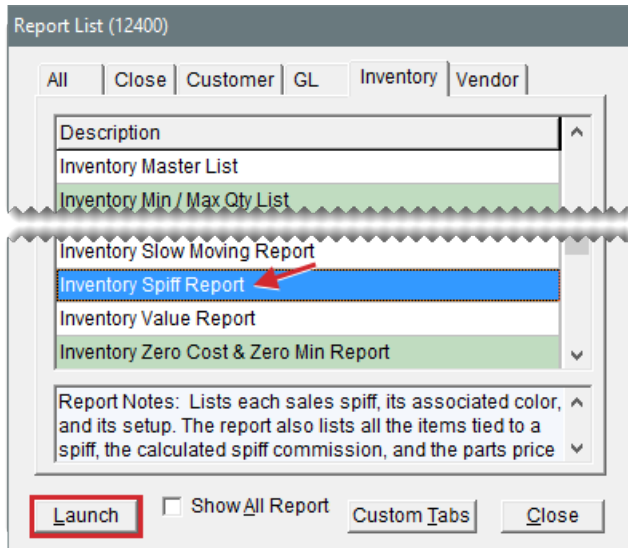 Report List (12400)
All Close Customer GL Inventory Vendor
Description
Inventory Master List
Inventory Min / Max Qty List
Inventory Slow Moving Report
Inventory Spiff Report
Inventory Value Report
Inventory Zero Cost & Zero Min Report
Report Notes:  Lists each sales spiff, its associated color,
and its setup. The report also lists all the items tied to a
spiff, the calculated spiff commission, and the parts price
Launch Show All Report Custom Tabs Close